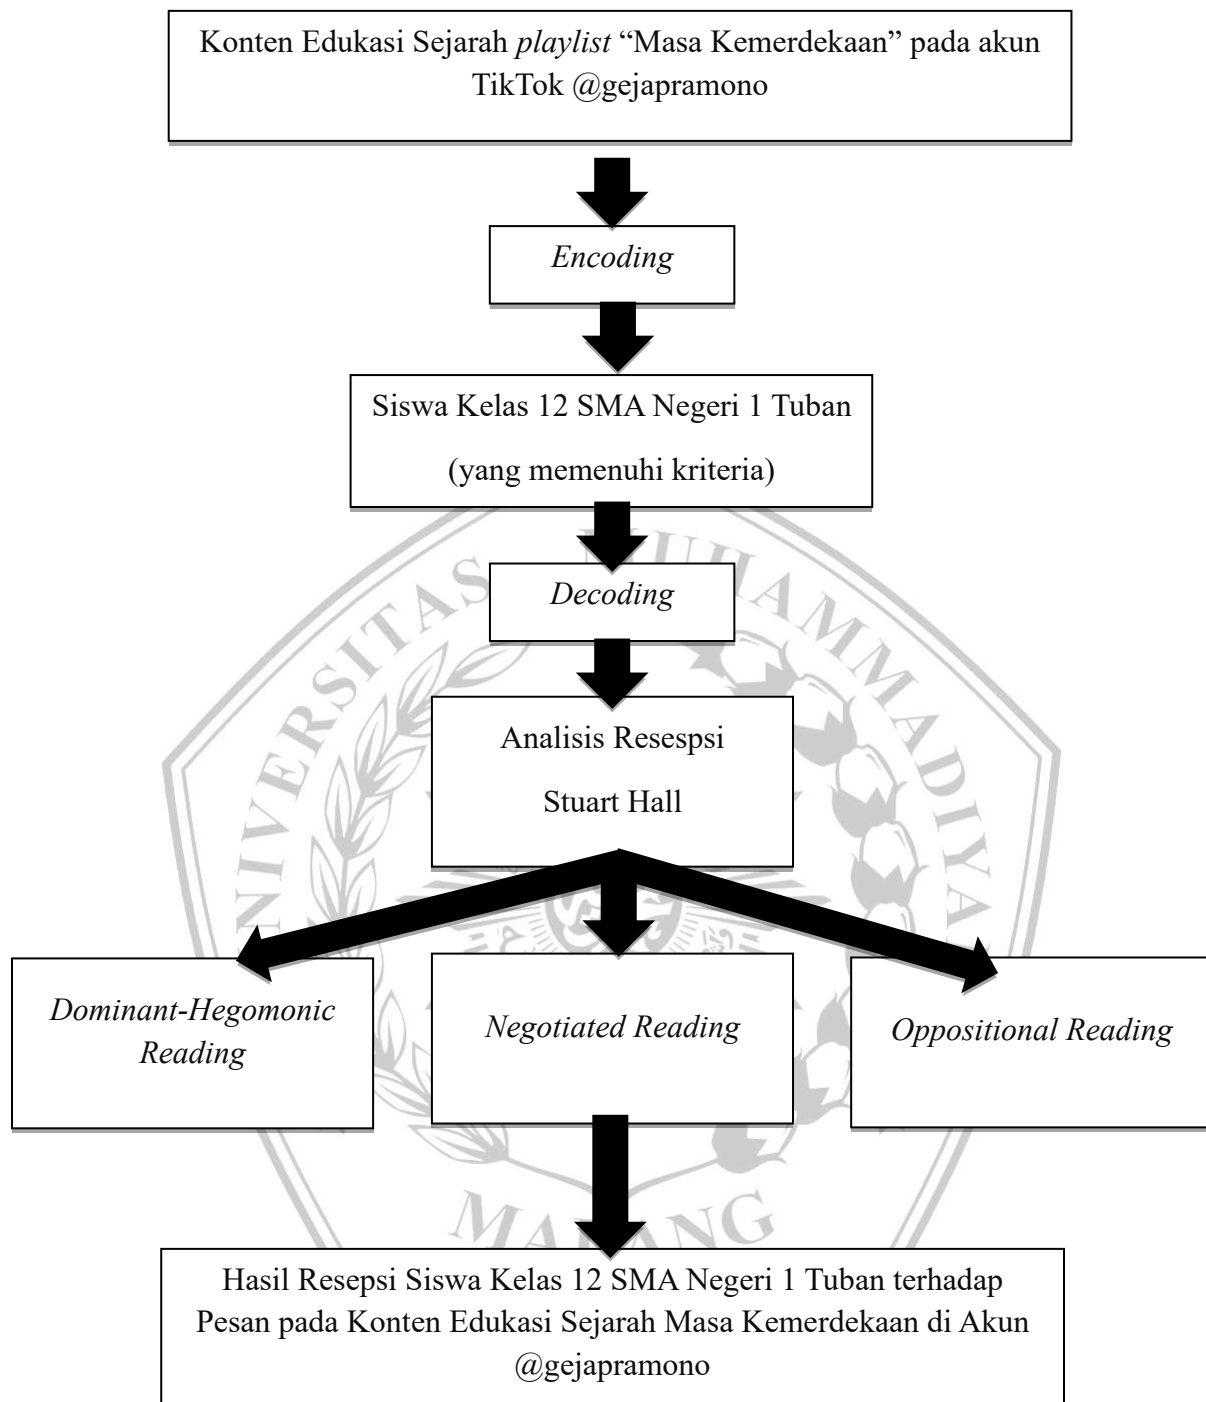 Konten Edukasi Sejarah playlist “Masa Kemerdekaan” pada akun
TikTok @gejapramono
Encoding
Siswa Kelas 12 SMA Negeri 1 Tuban
(yang memenuhi kriteria)
Decoding
Analisis Resespsi
Stuart Hall
Dominant-Hegomonic
Reading
Negotiated Reading
Oppositional Reading
Hasil Resepsi Siswa Kelas 12 SMA Negeri 1 Tuban terhadap
Pesan pada Konten Edukasi Sejarah Masa Kemerdekaan di Akun
@gejapramono